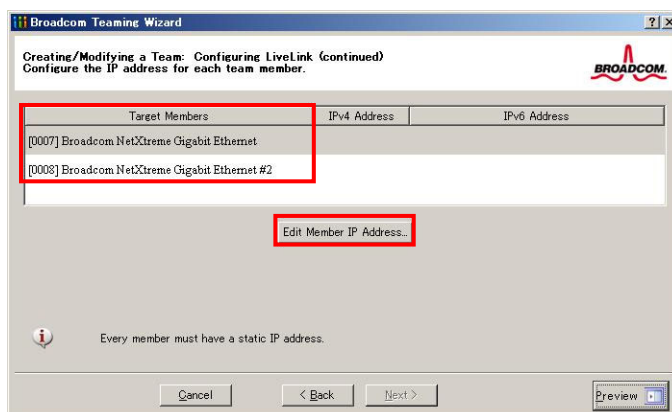 Broadcom Teaming Wizard
Creating/Modifying a Team: Configuring LiveLink (continued)
Configure the IP address for each team member.
BROADCOM.
Target Members IPv4 Address IPv6 Address
[0007] Broadcom NetXtreme Gigabit Ethernet
[0008] Broadcom NetXtreme Gigabit Ethernet #2
Edit Member IP Address...
Every member must have a static IP address.
Cancel < Back Next > Preview